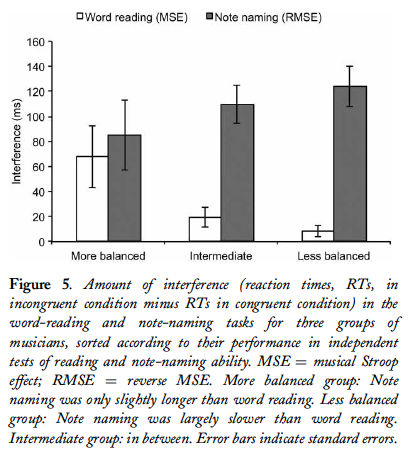 Word reading (MSE) Note naming (RMSE)
160
140
120
100
80
60
40
20
0
Interference (ms)
More balanced Intermediate Less balanced
Figure 5. Amount of interference (reaction times, RTs, in
incongruent condition minus RTs in congruent condition) in the
word-reading and note-naming tasks for three groups of
musicians, sorted according to their performance in independent
tests of reading and note-naming ability. MSE = musical Stroop
effect; RMSE = reverse MSE. More balanced group: Note
naming was only slightly longer than word reading. Less balanced
group: Note naming was largely slower than word reading.
Intermediate group: in between. Error bars indicate standard errors.